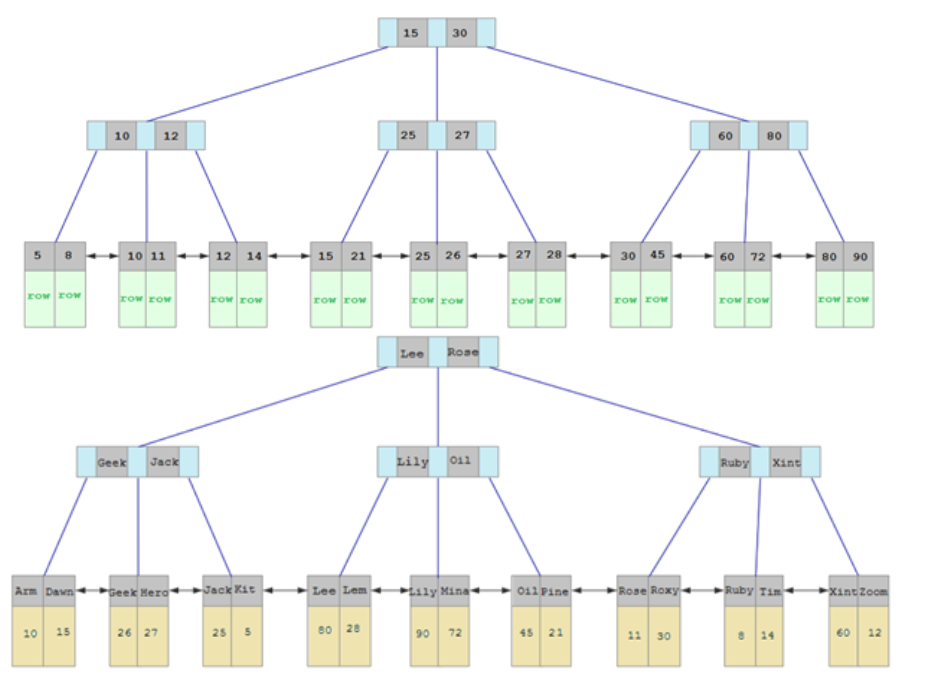 15 30
10 12 25 27 60 80
5 8 10 11 12 14 15 21 25 26 27 28 30 45 60 72 80 90
row row row row row row row row row row row row row row row row row row
Lee Rose
Geek Jack Lily Oil Ruby Xint
Arm Dawn Geek Hero Jack Kit Lee Lem Lily Mina Oil Pine Rose Roxy Ruby Tim Xint Zoom
10 15 26 27 25 5 80 28 90 72 45 21 11 30 8 14 60 12